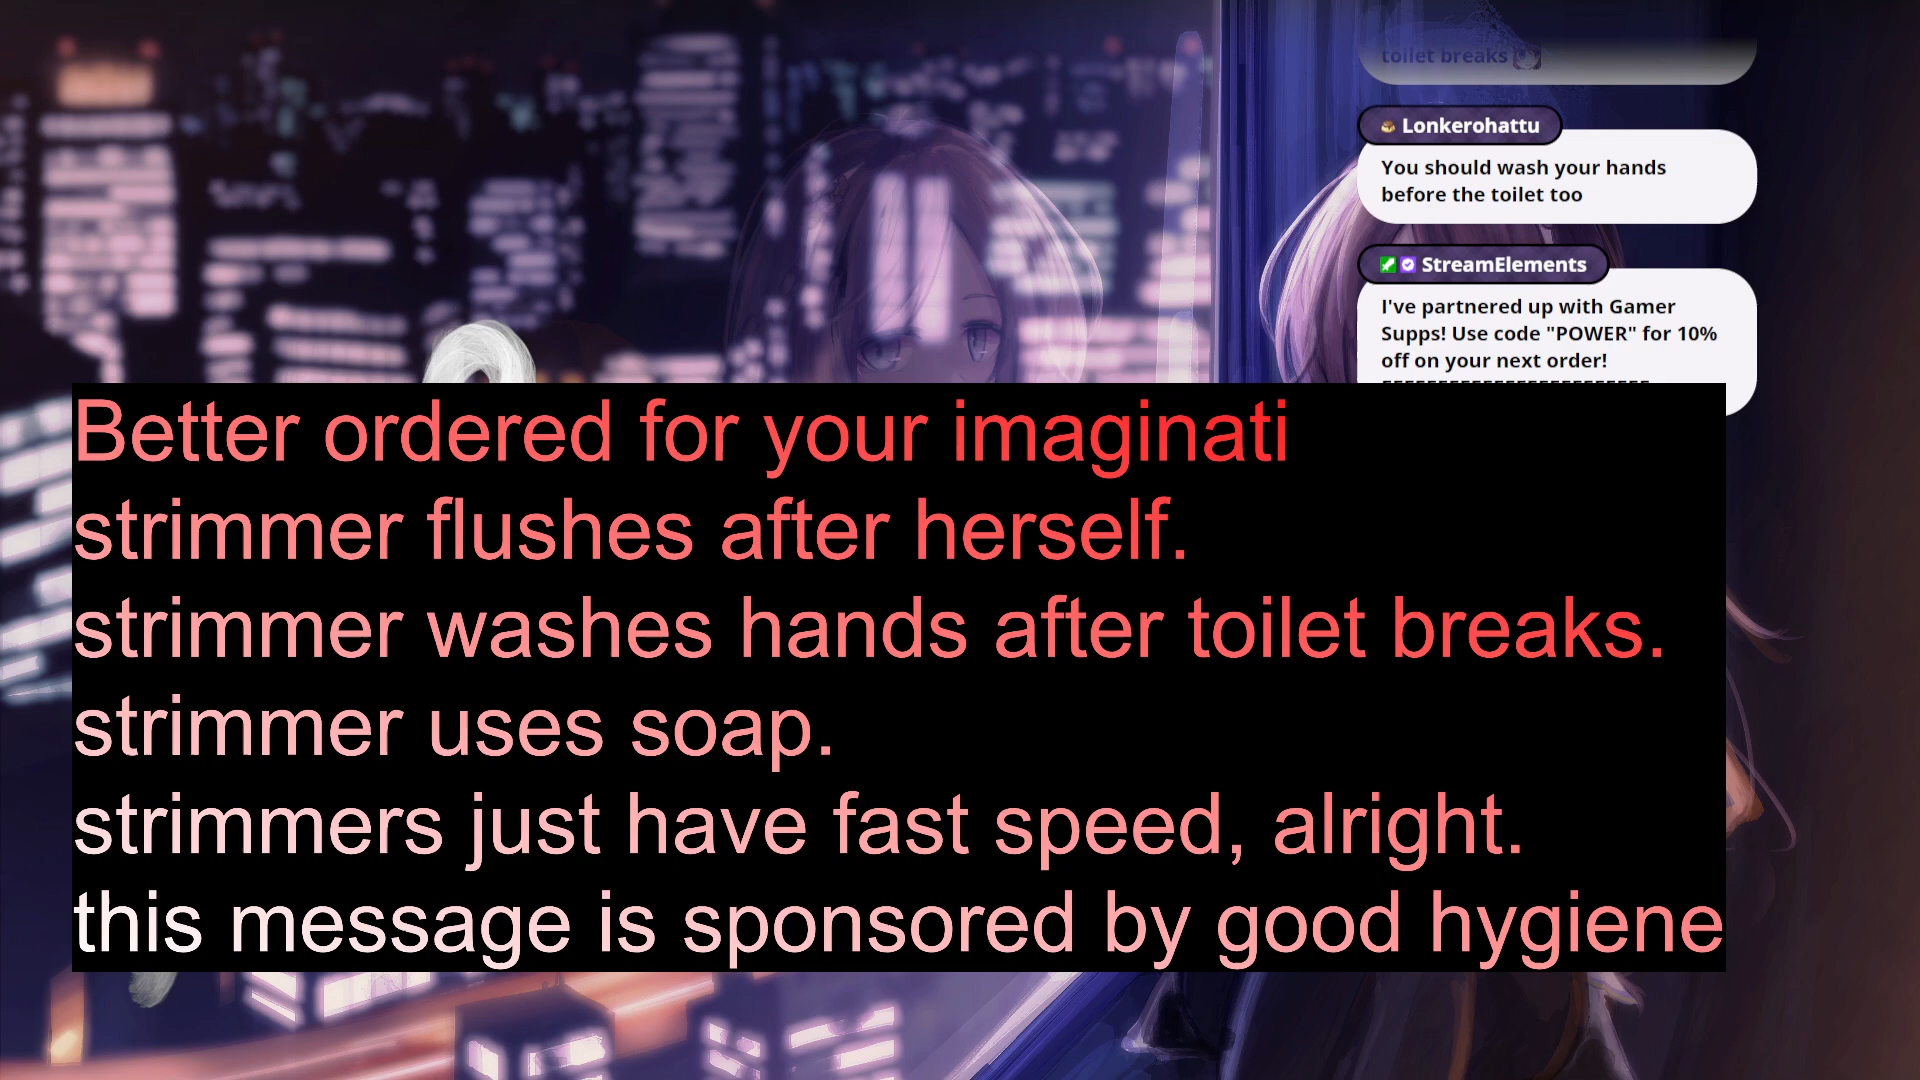 toilet breaks
Lonkerohattu
You should wash your hands
before the toilet too
StreamElements
I've partnered up with Gamer
Supps! Use code "POWER" for 10%
off on your next order!
Better ordered for your imaginati
strimmer flushes after herself.
strimmer washes hands after toilet breaks.
strimmer uses soap.
strimmers just have fast speed, alright.
this message is sponsored by good hygiene